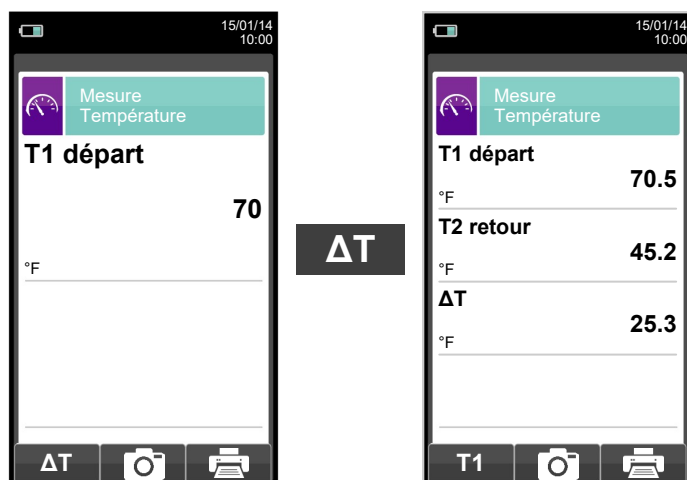 15/01/14
10:00
Mesure
Température
T1 départ
70
°F
ΔT
ΔT
15/01/14
10:00
Mesure
Température
T1 départ
70.5
°F
T2 retour
45.2
°F
ΔT
25.3
°F
T1